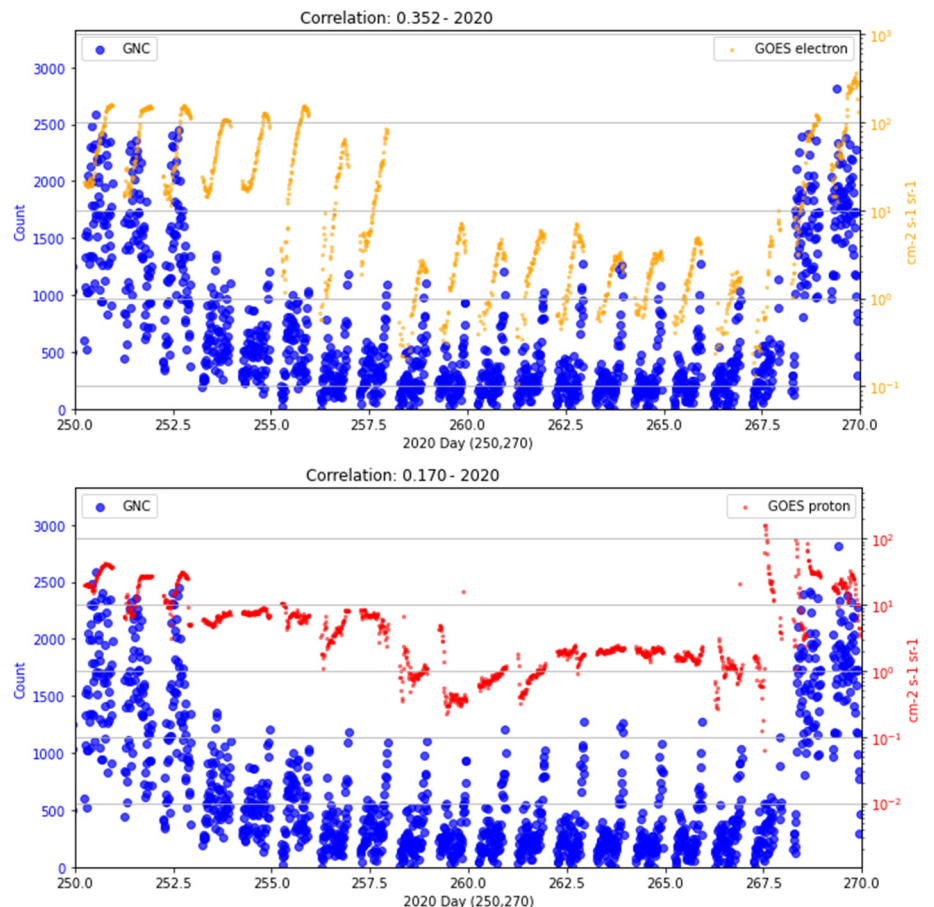 Correlation: 0.352 - 2020
GNC
GOES electron
3000
2500
2000
1500
1000
500
0
Count
10³
10²
10¹
10⁰
10⁻¹
cm-2 s-1 sr-1
250.0 252.5 255.0 257.5 260.0 262.5 265.0 267.5 270.0
2020 Day (250,270)
Correlation: 0.170 - 2020
GNC
GOES proton
3000
2500
2000
1500
1000
500
0
Count
10²
10¹
10⁰
10⁻¹
10⁻²
cm-2 s-1 sr-1
250.0 252.5 255.0 257.5 260.0 262.5 265.0 267.5 270.0
2020 Day (250,270)